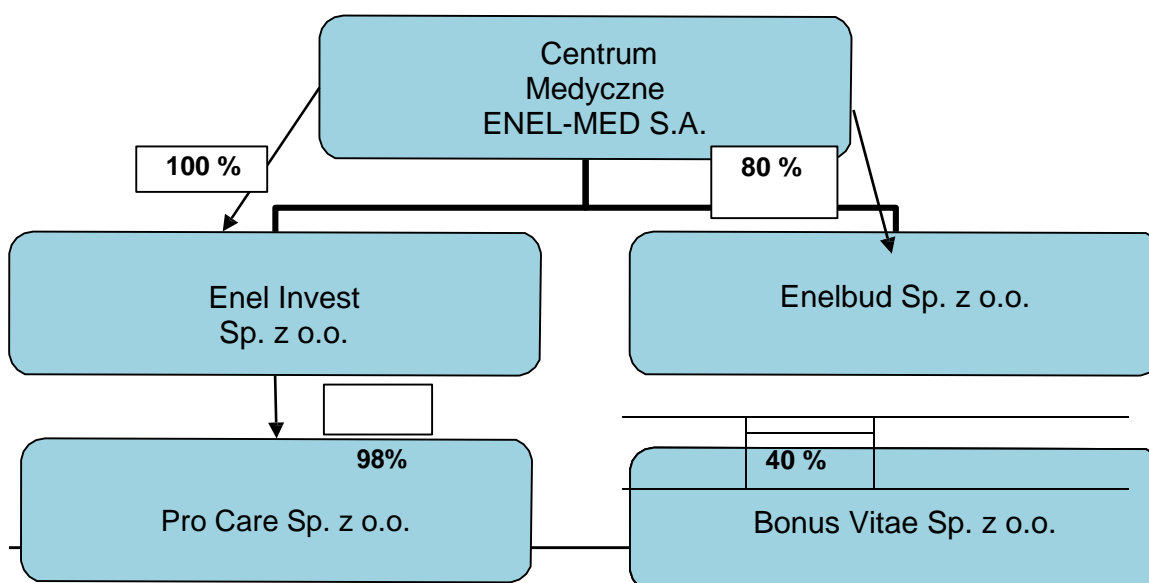 Centrum
Medyczne
ENEL-MED S.A.
100 %
80 %
Enel Invest
Sp. z o.o.
Enelbud Sp. z o.o.
98%
40 %
Pro Care Sp. z o.o.
Bonus Vitae Sp. z o.o.